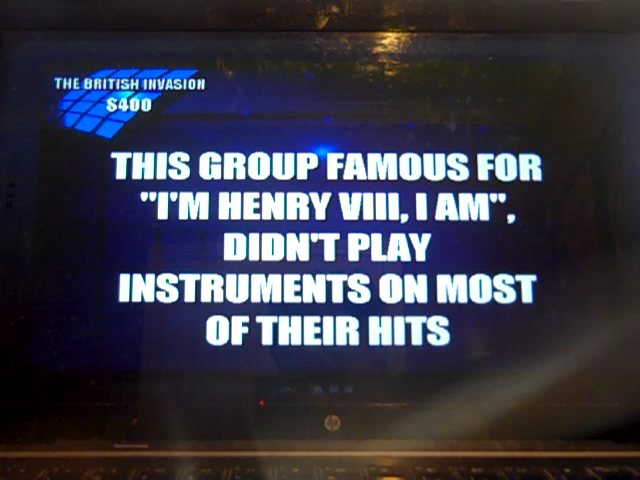 THE BRITISH INVASION
$400
THIS GROUP FAMOUS FOR
"I'M HENRY VIII, I AM",
DIDN'T PLAY
INSTRUMENTS ON MOST
OF THEIR HITS
hp